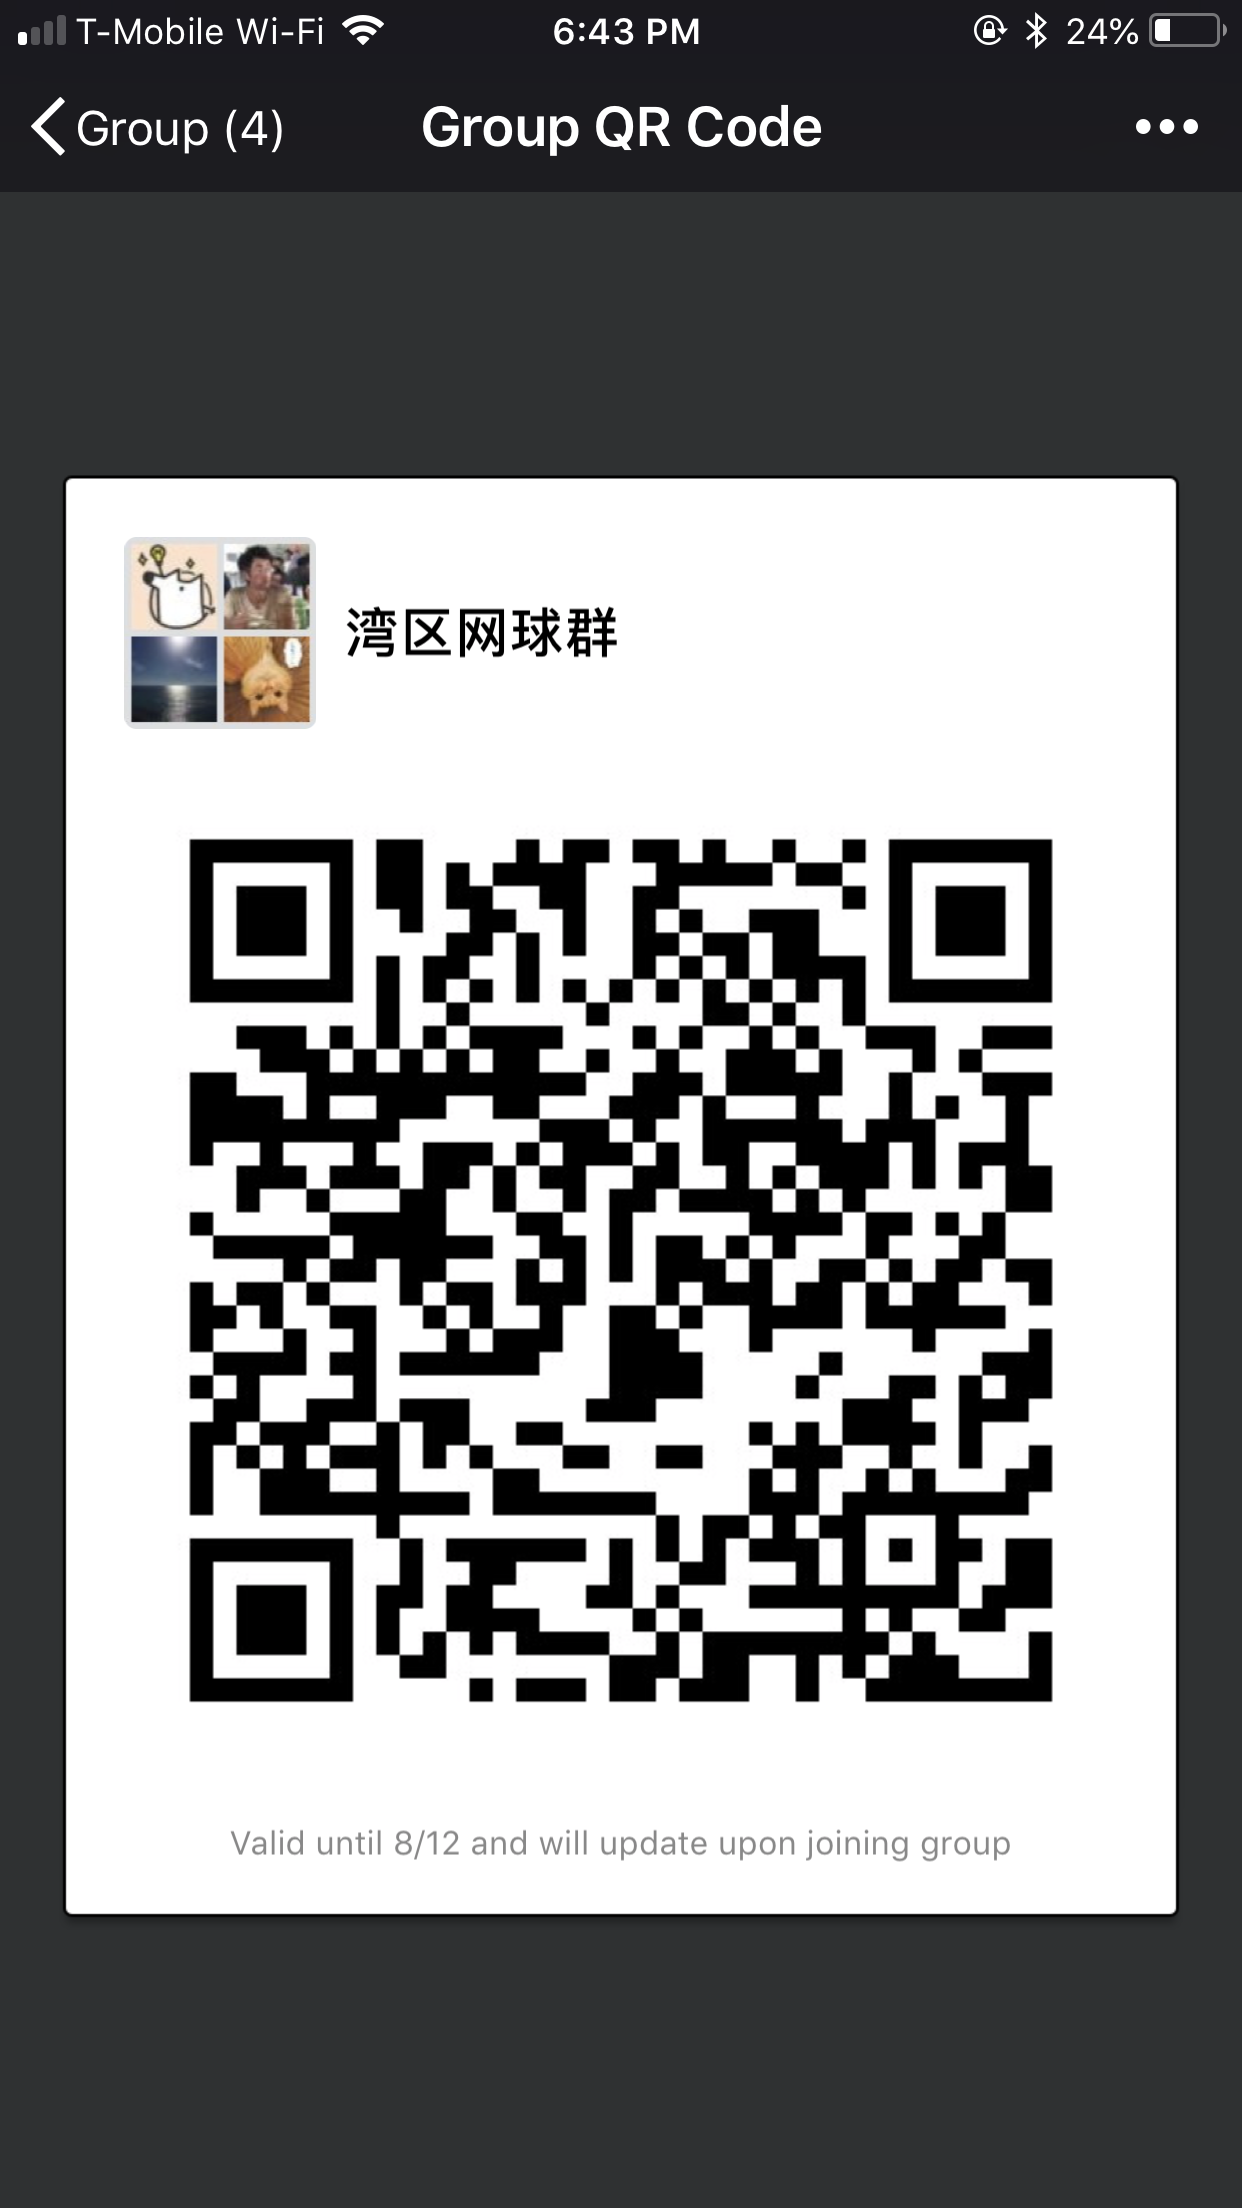 T-Mobile Wi-Fi 6:43 PM 24%
Group (4) Group QR Code
湾区网球群
Valid until 8/12 and will update upon joining group